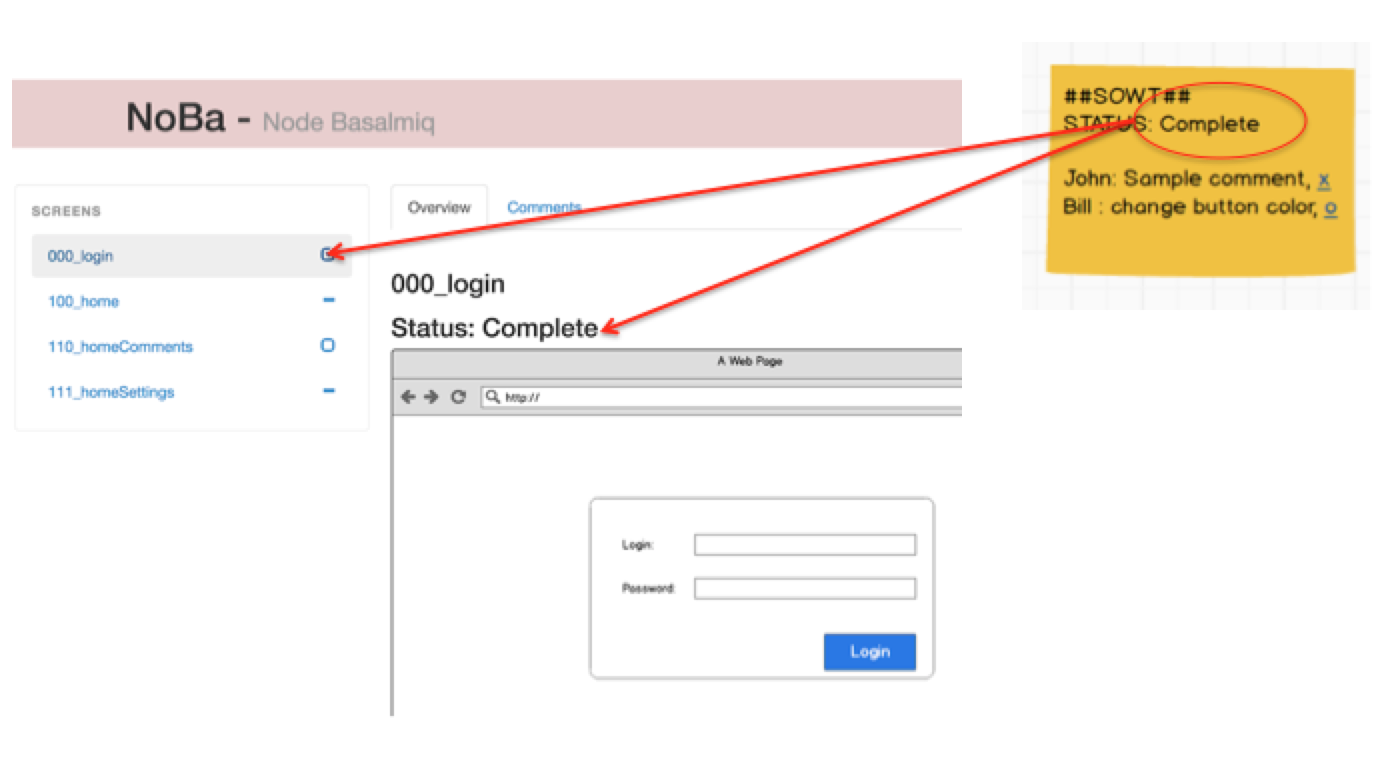 NoBa - Node Basalmiq
SCREENS
000_login
100_home
110_homeComments
111_homeSettings
Overview
Comments
000_login
Status: Complete
A Web Page
http://
Login:
Password:
Login
##SOWT##
STATUS: Complete
John: Sample comment, x
Bill : change button color, o